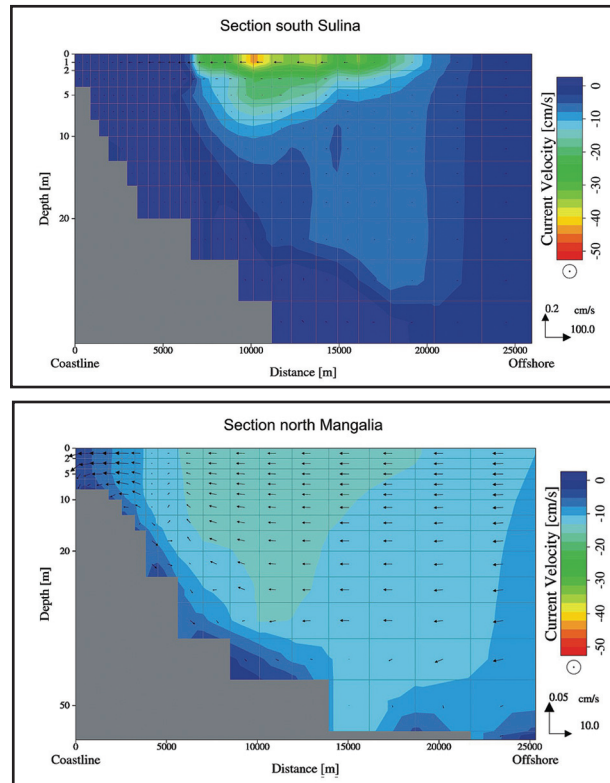 Section south Sulina
0
1
2
5
10
20
Depth [m]
0
5000
10000
15000
20000
25000
Coastline
Distance [m]
Offshore
Current Velocity [cm/s]
0
-10
-20
-30
-40
-50
0.2
cm/s
100.0
Section north Mangalia
0
2
5
10
20
50
Depth [m]
0
5000
10000
15000
20000
25000
Coastline
Distance [m]
Offshore
Current Velocity [cm/s]
0
-10
-20
-30
-40
-50
0.05
cm/s
10.0